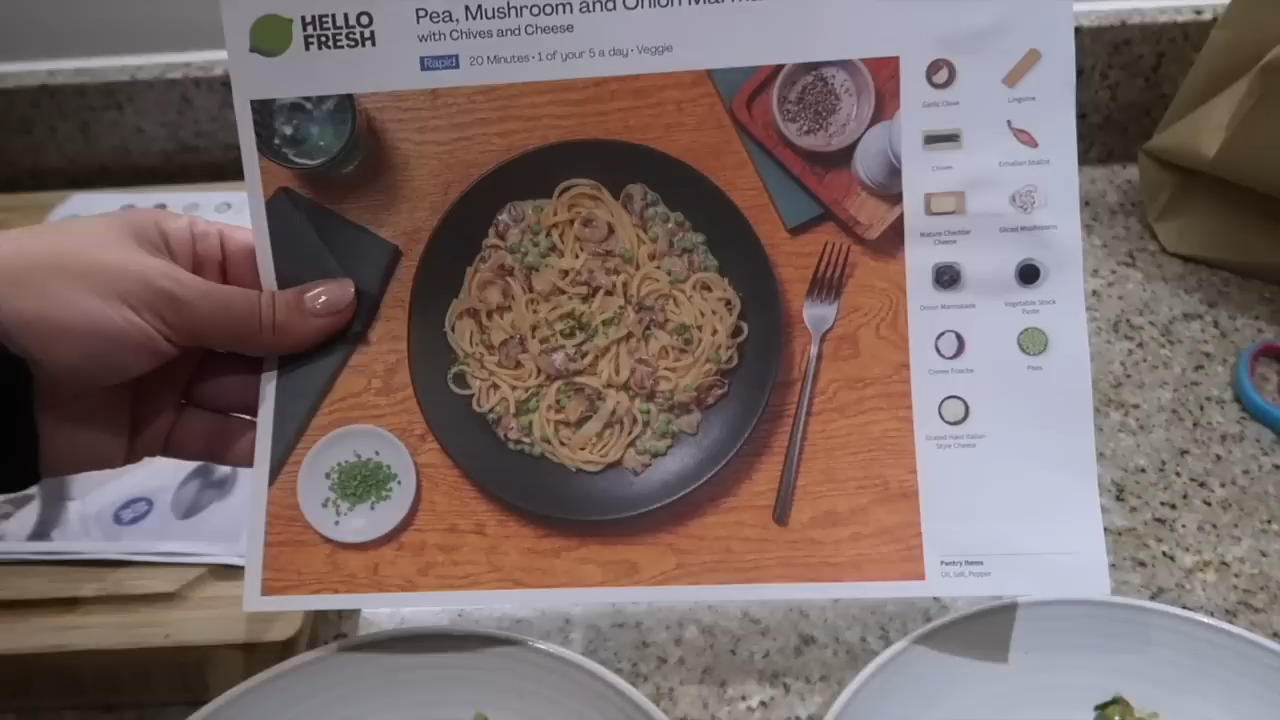 HELLO
FRESH
Pea, Mushroom and Onion
with Chives and Cheese
Rapid 20 Minutes • 1 of your 5 a day • Veggie
Garlic Clove
Linguine
Chives
Echalion Shallot
Mature Cheddar
Cheese
Sliced Mushrooms
Onion Marmalade
Vegetable Stock
Paste
Creme Fraiche
Peas
Grated Hard Italian
Style Cheese
Pantry Items
Oil, Salt, Pepper